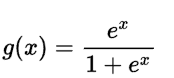 g(x) = e^x / (1 + e^x)